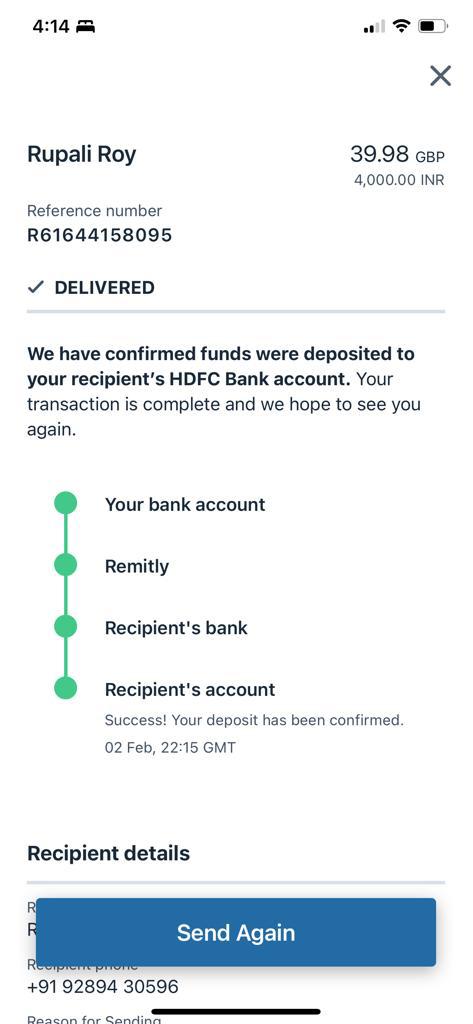 4:14
Rupali Roy
39.98 GBP
4,000.00 INR
Reference number
R61644158095
DELIVERED
We have confirmed funds were deposited to
your recipient's HDFC Bank account. Your
transaction is complete and we hope to see you
again.
Your bank account
Remitly
Recipient's bank
Recipient's account
Success! Your deposit has been confirmed.
02 Feb, 22:15 GMT
Recipient details
R
R
Send Again
Recipient phone
+91 92894 30596
Reason for Sending